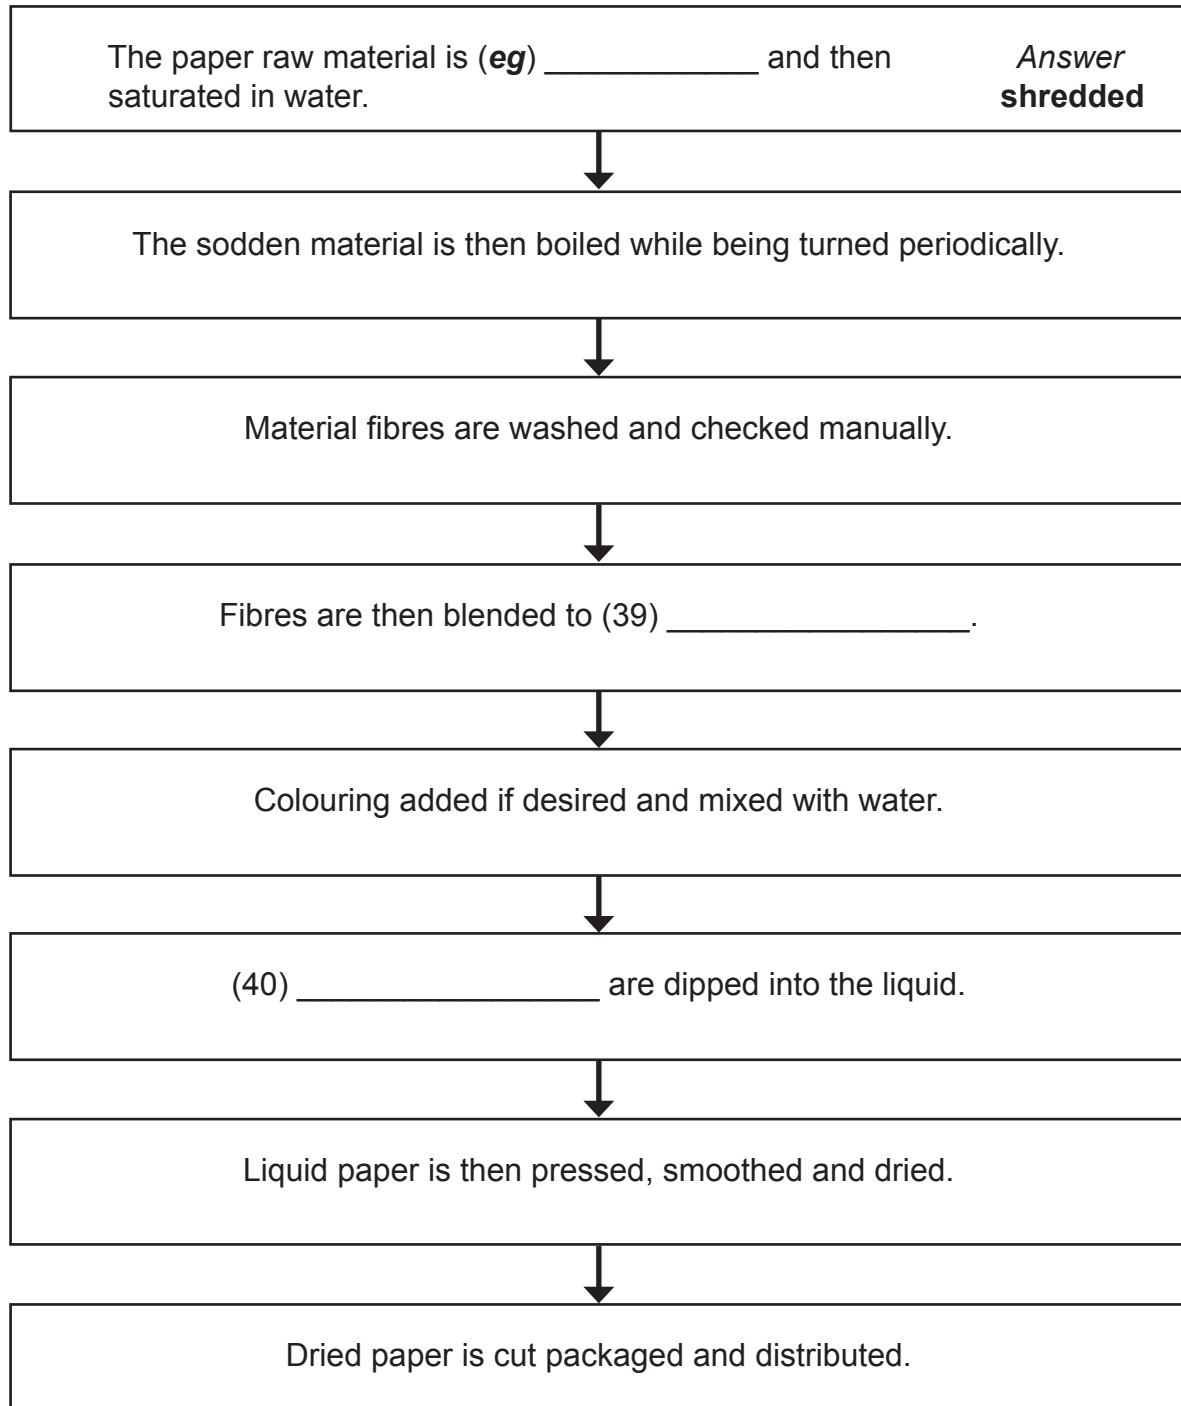 The paper raw material is (eg) ____________ and then Answer
saturated in water. shredded
The sodden material is then boiled while being turned periodically.
Material fibres are washed and checked manually.
Fibres are then blended to (39) _________________.
Colouring added if desired and mixed with water.
(40) _________________ are dipped into the liquid.
Liquid paper is then pressed, smoothed and dried.
Dried paper is cut packaged and distributed.